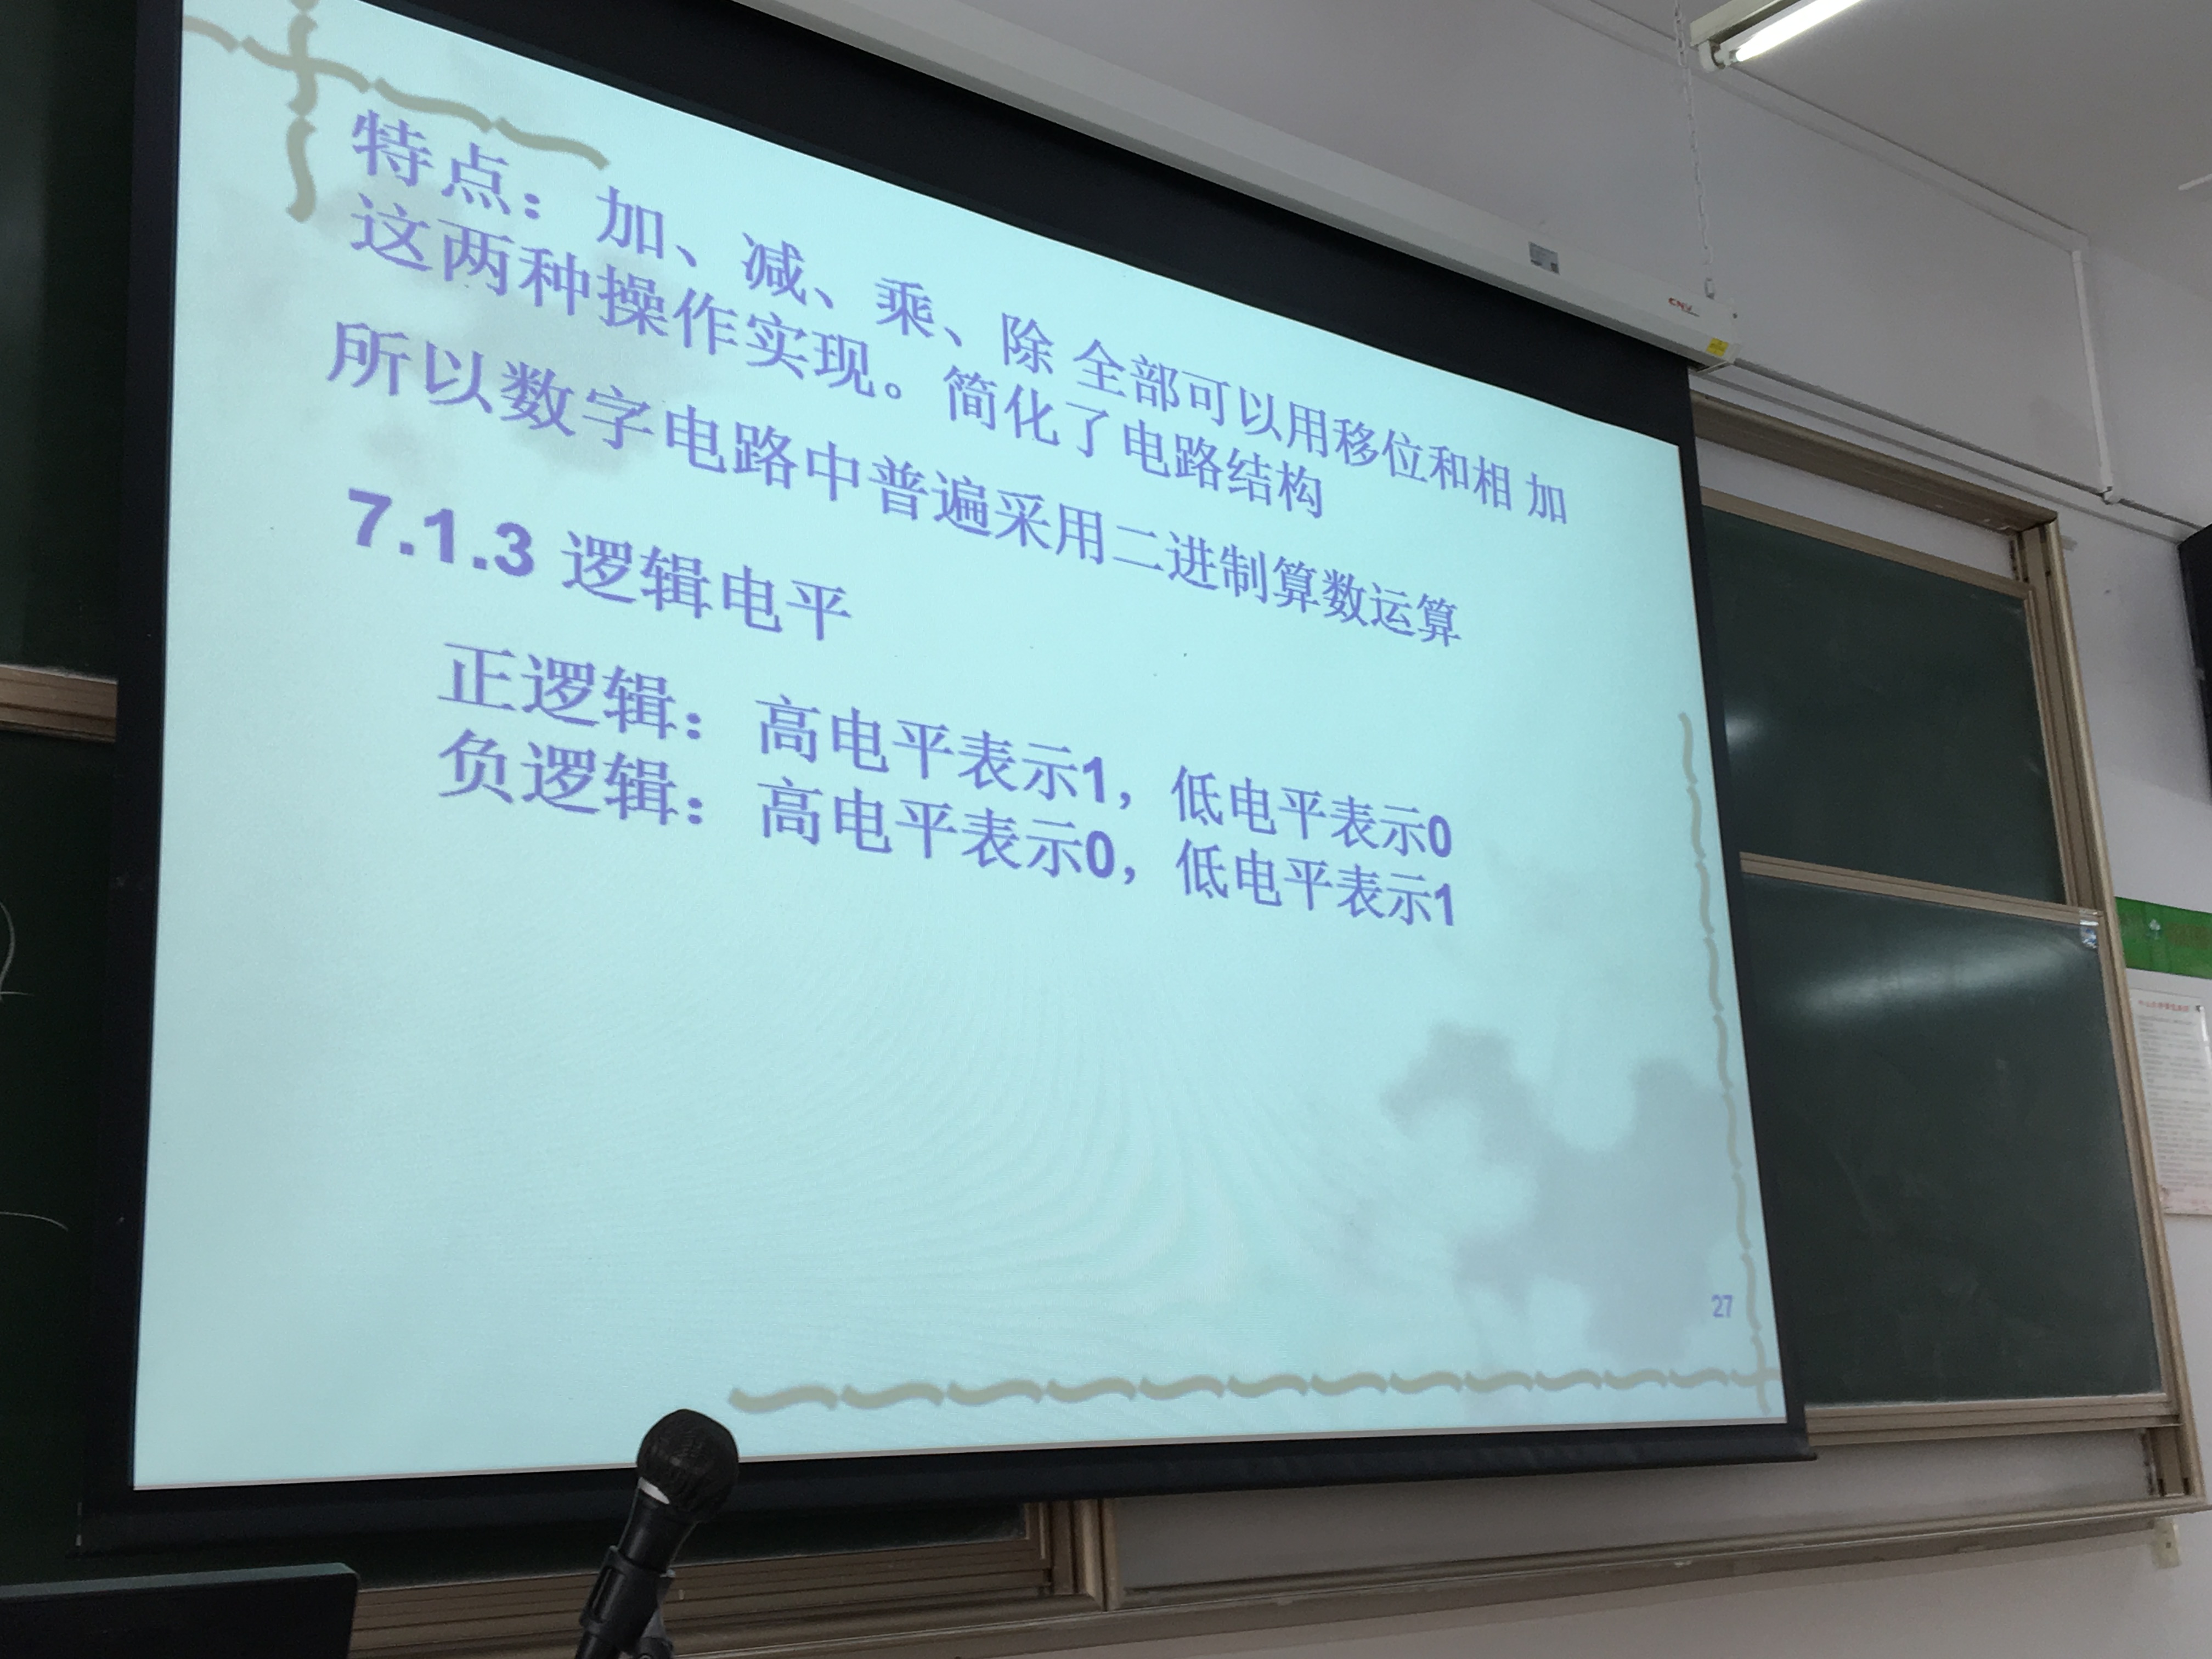 特点：加、减、乘、除 全部可以用移位和相 加
这两种操作实现。简化了电路结构
所以数字电路中普遍采用二进制算数运算
7.1.3 逻辑电平
正逻辑：高电平表示1，低电平表示0
负逻辑：高电平表示0，低电平表示1
27